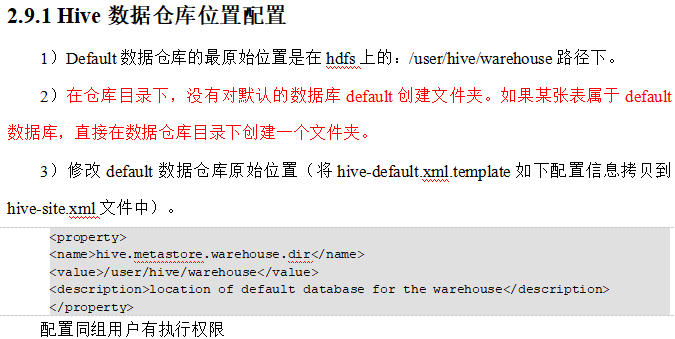 2.9.1 Hive 数据仓库位置配置
1）Default 数据仓库的最原始位置是在 hdfs 上的：/user/hive/warehouse 路径下。
2）在仓库目录下，没有对默认的数据库 default 创建文件夹。如果某张表属于 default
数据库，直接在数据仓库目录下创建一个文件夹。
3）修改 default 数据仓库原始位置（将 hive-default.xml.template 如下配置信息拷贝到
hive-site.xml 文件中）。
<property>
<name>hive.metastore.warehouse.dir</name>
<value>/user/hive/warehouse</value>
<description>location of default database for the warehouse</description>
</property>
配置同组用户有执行权限